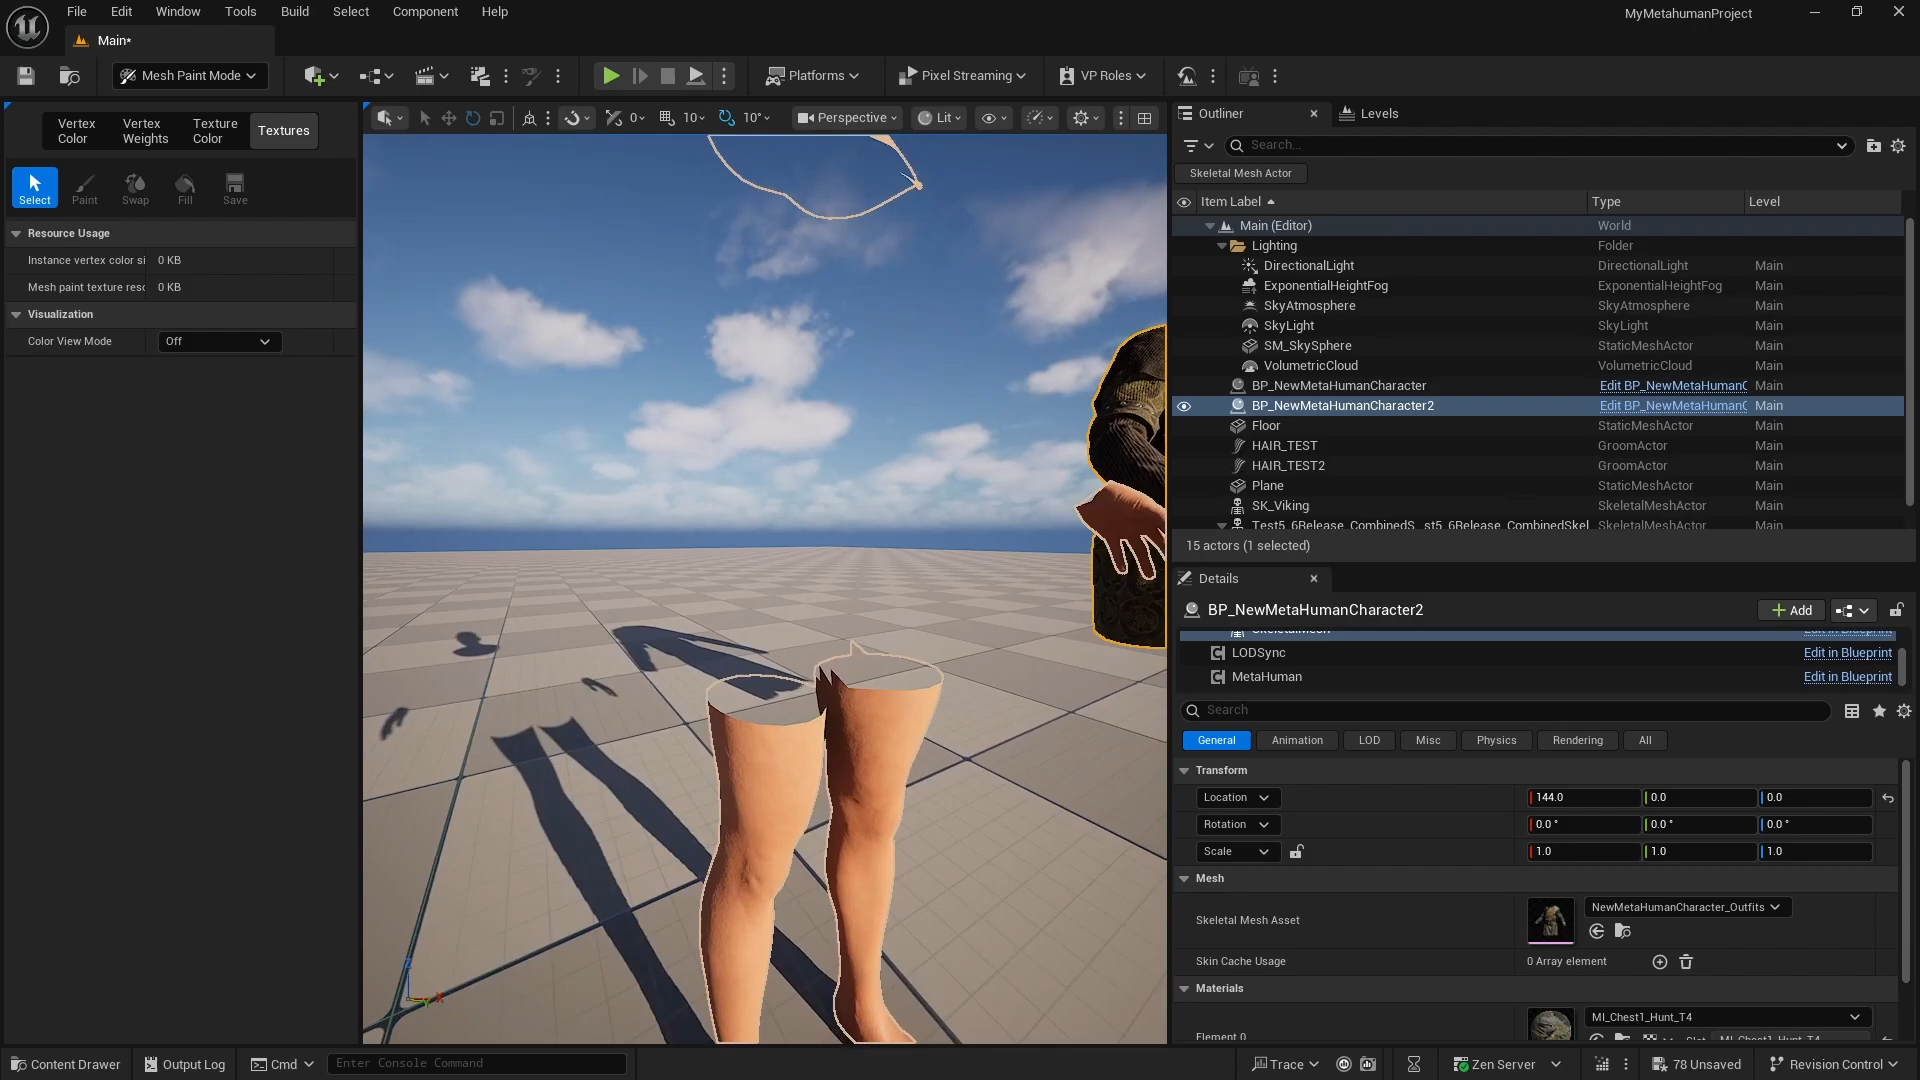 File Edit Window Tools Build Select Component Help
MyMetahumanProject
Main*
Mesh Paint Mode
Platforms
Pixel Streaming
VP Roles
Vertex Color
Vertex Weights
Texture Color
Textures
Select Paint Swap Fill Save
Resource Usage
Instance vertex color si 0 KB
Mesh paint texture resc 0 KB
Visualization
Color View Mode Off
0 10 10° Perspective Lit
Outliner Levels
Search...
Skeletal Mesh Actor
Item Label Type Level
Main (Editor) World
Lighting Folder
DirectionalLight DirectionalLight Main
ExponentialHeightFog ExponentialHeightFog Main
SkyAtmosphere SkyAtmosphere Main
SkyLight SkyLight Main
SM_SkySphere StaticMeshActor Main
VolumetricCloud VolumetricCloud Main
BP_NewMetaHumanCharacter Edit BP_NewMetaHumanC Main
BP_NewMetaHumanCharacter2 Edit BP_NewMetaHumanC Main
Floor StaticMeshActor Main
HAIR_TEST GroomActor Main
HAIR_TEST2 GroomActor Main
Plane StaticMeshActor Main
SK_Viking SkeletalMeshActor Main
Test5_6Release_CombinedS_st5_6Release_CombinedSkel SkeletalMeshActor Main
15 actors (1 selected)
Details
BP_NewMetaHumanCharacter2 Add
SkeletalMesh Edit in Blueprint
LODSync Edit in Blueprint
MetaHuman Edit in Blueprint
Search
General Animation LOD Misc Physics Rendering All
Transform
Location 144.0 0.0 0.0
Rotation 0.0° 0.0° 0.0°
Scale 1.0 1.0 1.0
Mesh
Skeletal Mesh Asset NewMetaHumanCharacter_Outfits
Skin Cache Usage 0 Array element
Materials
Element 0 MI_Chest1_Hunt_T4
Slot MI_Chest1_Hunt_T4
Z
Y X
Content Drawer Output Log Cmd Enter Console Command Trace Zen Server 78 Unsaved Revision Control